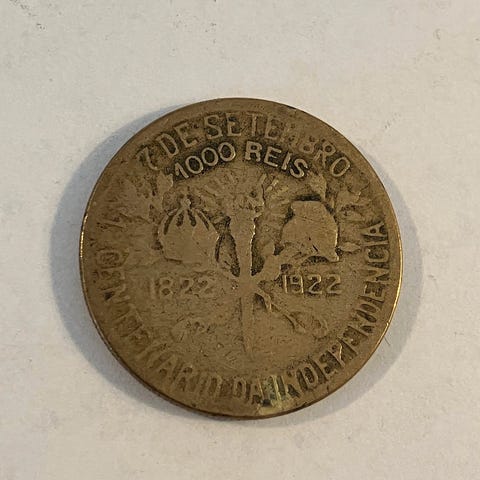 7 DE SETEMBRO
1000 REIS
1822 1922
CENTENARIO DA INDEPENDENCIA